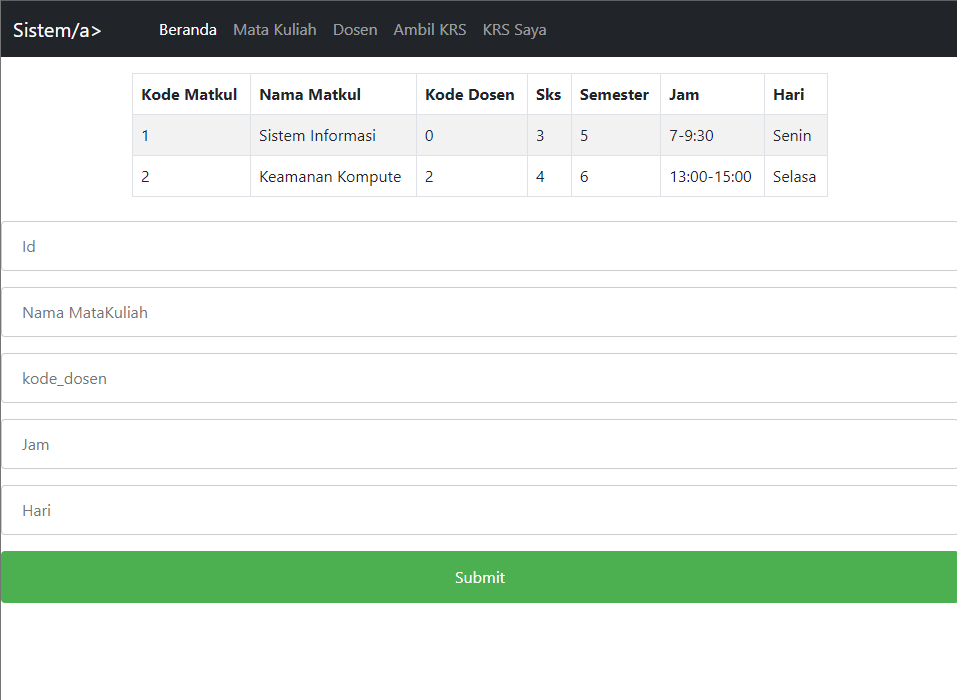 Sistem/a> Beranda Mata Kuliah Dosen Ambil KRS KRS Saya
Kode Matkul Nama Matkul Kode Dosen Sks Semester Jam Hari
1 Sistem Informasi 0 3 5 7-9:30 Senin
2 Keamanan Kompute 2 4 6 13:00-15:00 Selasa
Id
Nama MataKuliah
kode_dosen
Jam
Hari
Submit